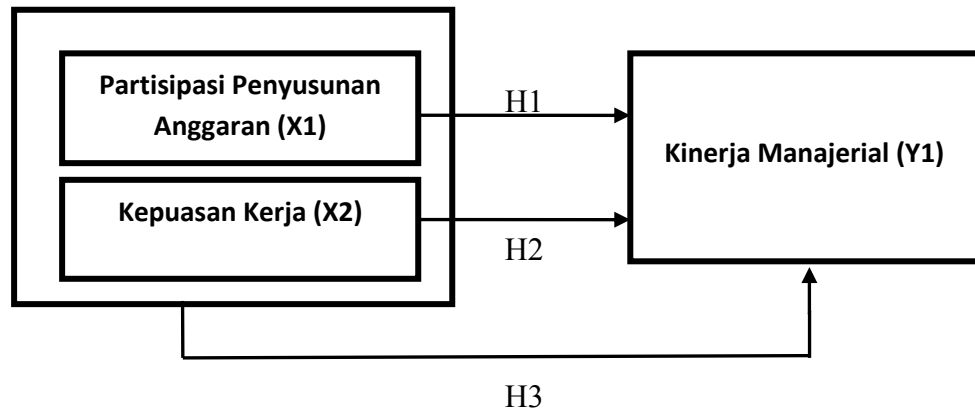 Partisipasi Penyusunan
Anggaran (X1)
H1
Kinerja Manajerial (Y1)
Kepuasan Kerja (X2)
H2
H3